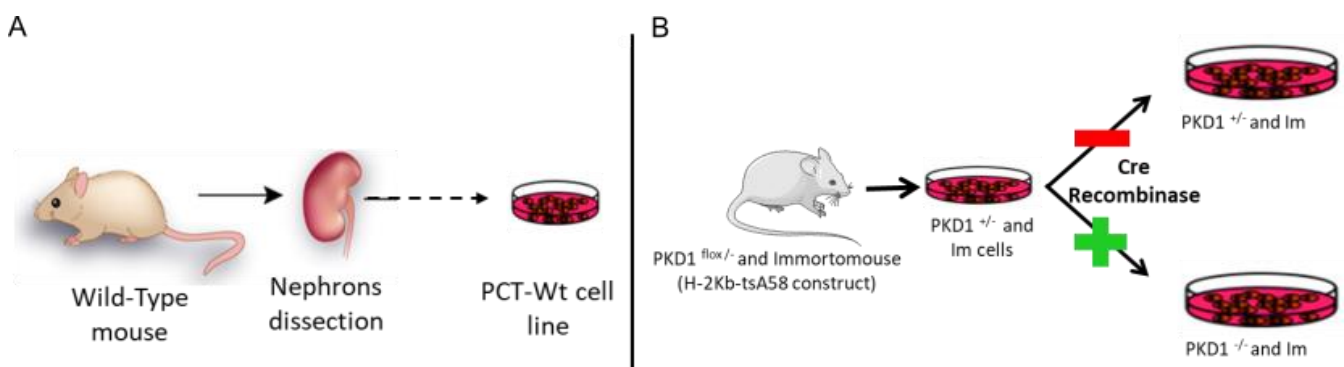 A
Wild-Type
mouse
Nephrons
dissection
PCT-Wt cell
line
B
PKD1 flox/- and Immortomouse
(H-2Kb-tsA58 construct)
PKD1 +/- and
Im cells
Cre
Recombinase
PKD1 +/- and Im
PKD1 -/- and Im